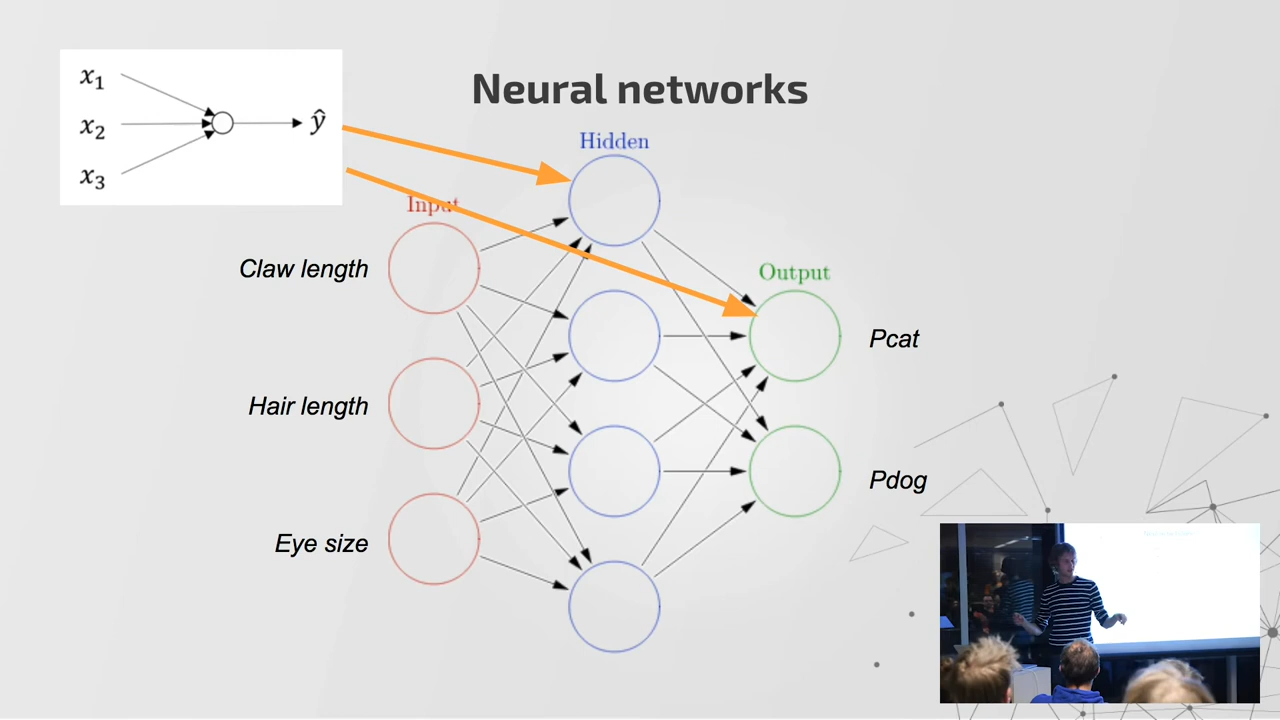 Neural networks
x₁
x₂
x₃
ŷ
Hidden
Input
Output
Claw length
Hair length
Eye size
Pcat
Pdog